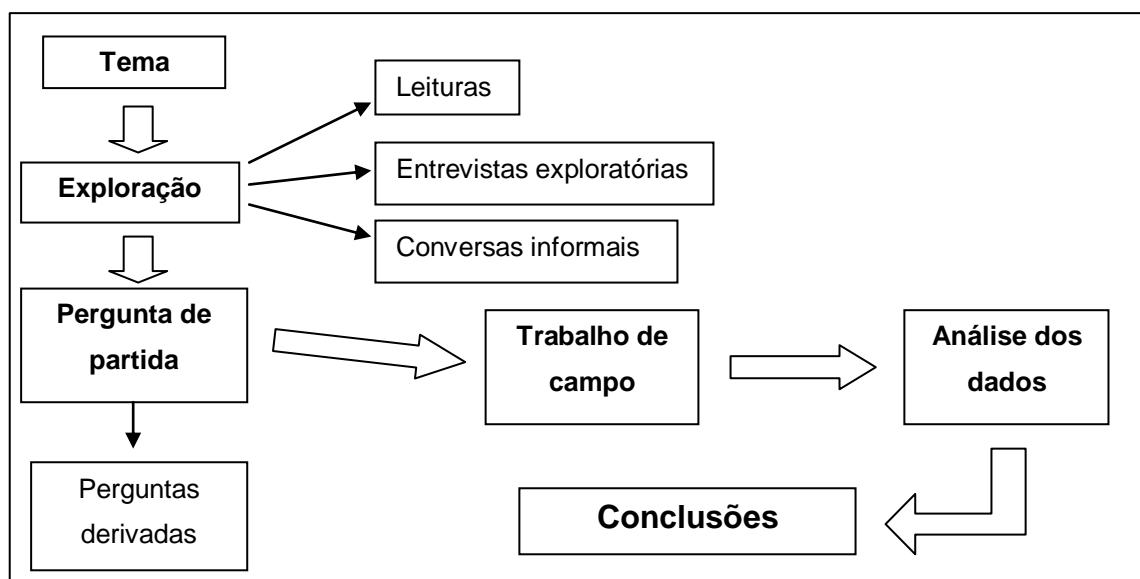 Tema
Leituras
Exploração
Entrevistas exploratórias
Conversas informais
Pergunta de
partida
Trabalho de
campo
Análise dos
dados
Perguntas
derivadas
Conclusões